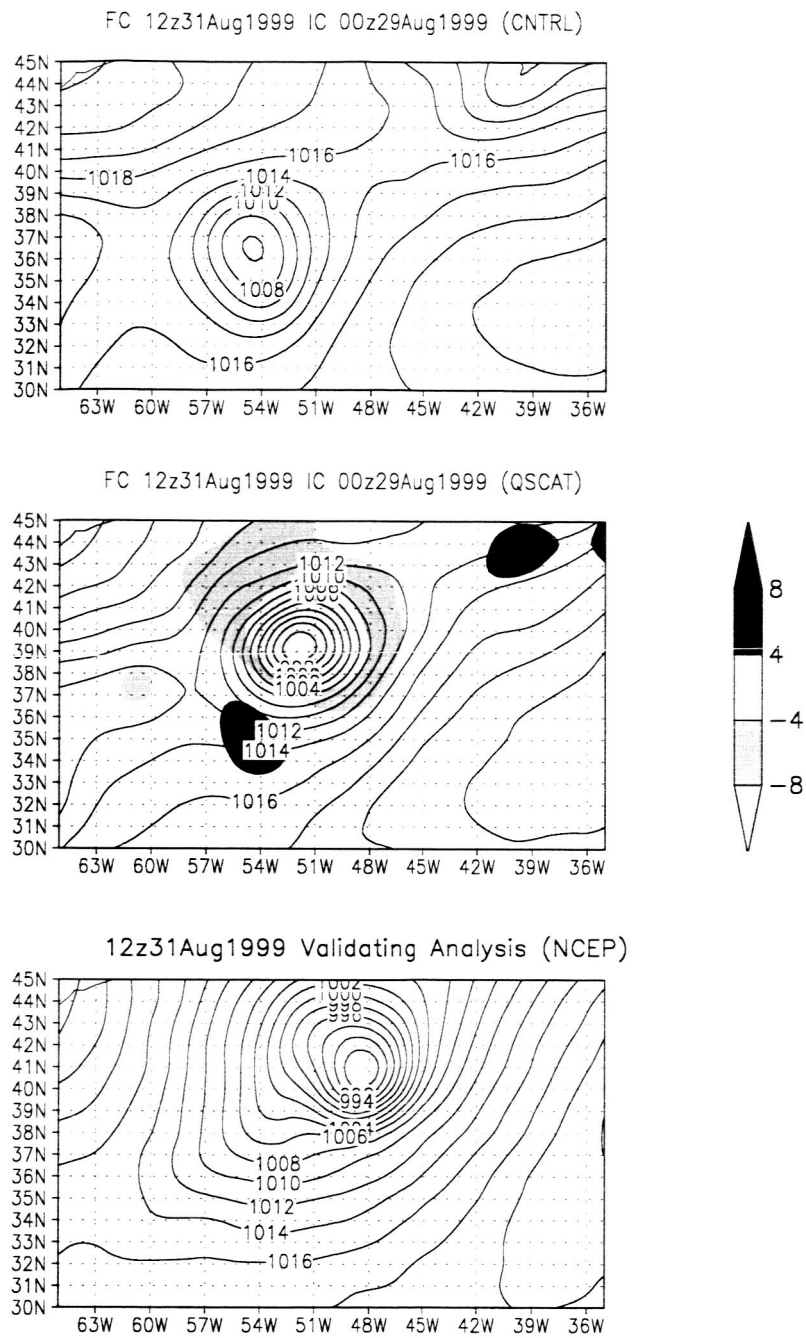 FC 12z31Aug1999 IC 00z29Aug1999 (CNTRL)
45N
44N
43N
42N
41N
40N
39N
38N
37N
36N
35N
34N
33N
32N
31N
30N
1016
1016
1018
1014
1012
1010
1008
1016
63W 60W 57W 54W 51W 48W 45W 42W 39W 36W
FC 12z31Aug1999 IC 00z29Aug1999 (QSCAT)
45N
44N
43N
42N
41N
40N
39N
38N
37N
36N
35N
34N
33N
32N
31N
30N
1012
1010
1004
1012
1014
1016
63W 60W 57W 54W 51W 48W 45W 42W 39W 36W
8
4
−4
−8
12z31Aug1999 Validating Analysis (NCEP)
45N
44N
43N
42N
41N
40N
39N
38N
37N
36N
35N
34N
33N
32N
31N
30N
1002
1000
996
994
1004
1006
1008
1010
1012
1014
1016
63W 60W 57W 54W 51W 48W 45W 42W 39W 36W